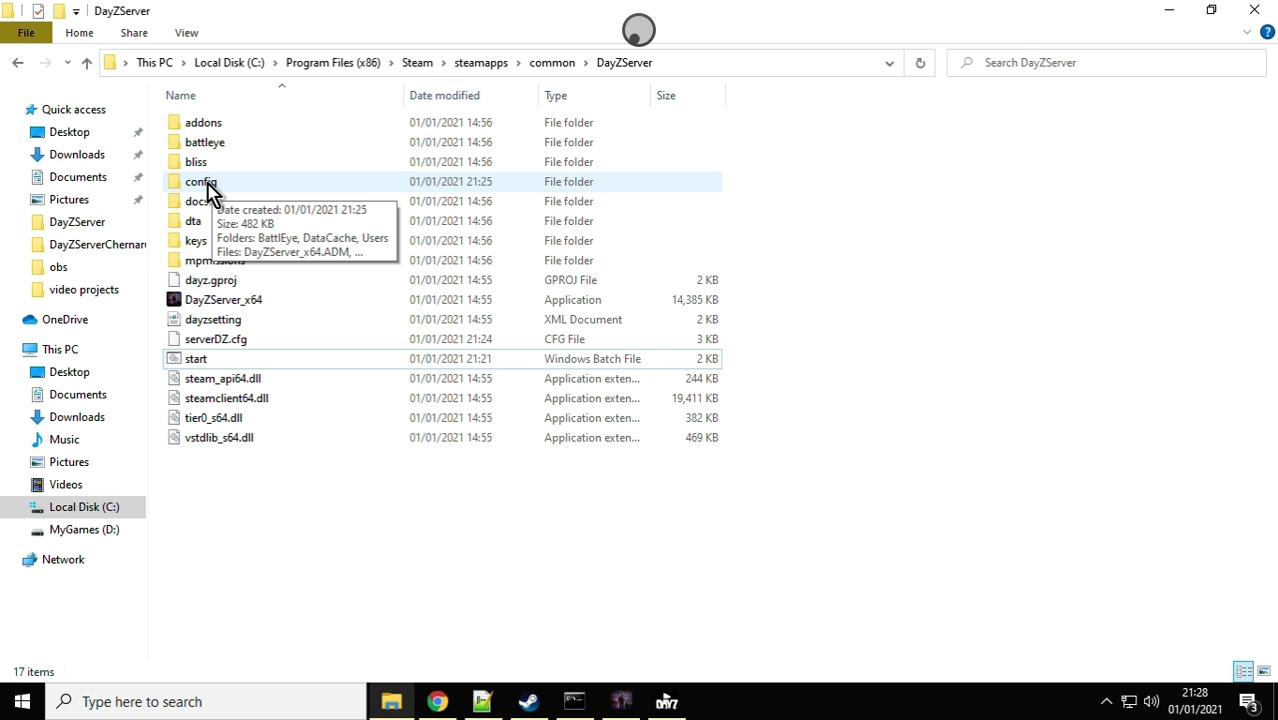 DayZServer
File Home Share View
This PC Local Disk (C:) Program Files (x86) Steam steamapps common DayZServer
Search DayZServer
Name Date modified Type Size
Quick access
Desktop
Downloads
Documents
Pictures
DayZServer
DayZServerChernar
obs
video projects
OneDrive
This PC
Desktop
Documents
Downloads
Music
Pictures
Videos
Local Disk (C:)
MyGames (D:)
Network
addons 01/01/2021 14:56 File folder
battleye 01/01/2021 14:56 File folder
bliss 01/01/2021 14:56 File folder
config 01/01/2021 21:25 File folder
docs 01/01/2021 14:56 File folder
dta 01/01/2021 14:56 File folder
keys 01/01/2021 14:56 File folder
mpmissions 01/01/2021 14:56 File folder
dayz.gproj 01/01/2021 14:55 GPROJ File 2 KB
DayZServer_x64 01/01/2021 14:55 Application 14,385 KB
dayzsetting 01/01/2021 14:55 XML Document 2 KB
serverDZ.cfg 01/01/2021 21:24 CFG File 3 KB
start 01/01/2021 21:21 Windows Batch File 2 KB
steam_api64.dll 01/01/2021 14:55 Application exten... 244 KB
steamclient64.dll 01/01/2021 14:55 Application exten... 19,411 KB
tier0_s64.dll 01/01/2021 14:55 Application exten... 382 KB
vstdlib_s64.dll 01/01/2021 14:55 Application exten... 469 KB
Date created: 01/01/2021 21:25
Size: 482 KB
Folders: BattlEye, DataCache, Users
Files: DayZServer_x64.ADM, ...
17 items
Type here to search
DAYZ
21:28
01/01/2021
3